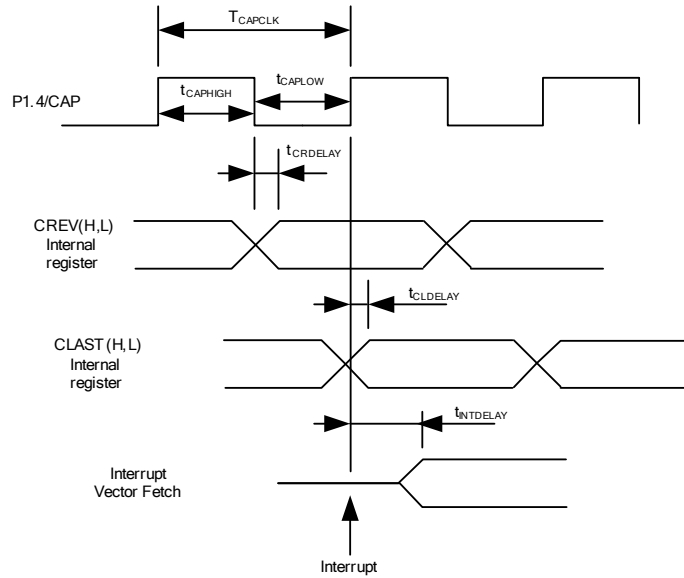 TCAPCLK
tCAPHIGH
tCAPLOW
P1.4/CAP
tCRDELAY
CREV(H,L)
Internal
register
tCLDELAY
CLAST(H,L)
Internal
register
tINTDELAY
Interrupt
Vector Fetch
Interrupt